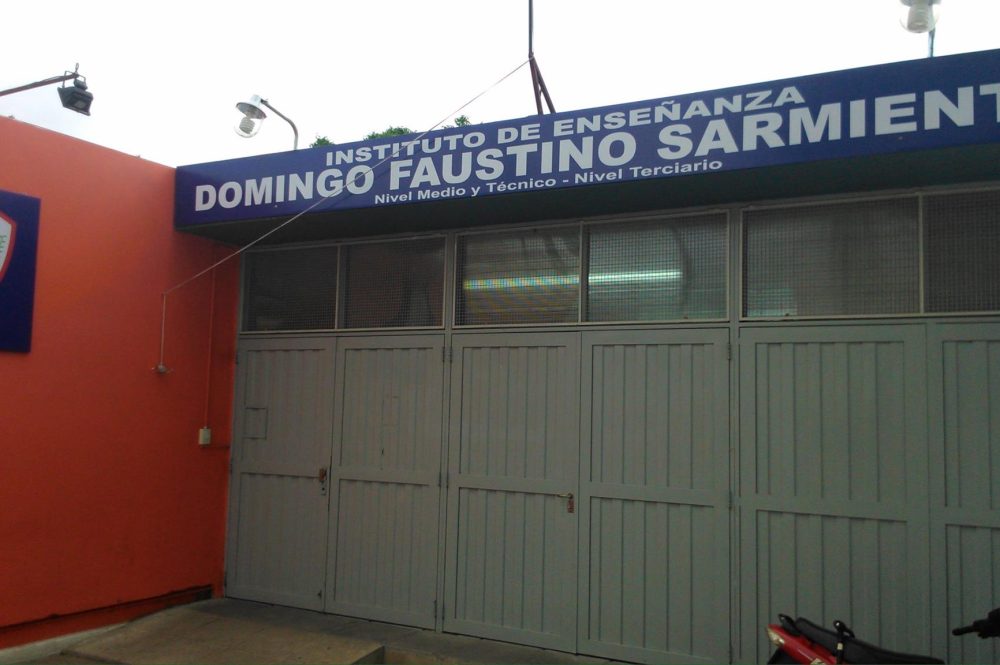 INSTITUTO DE ENSEÑANZA
DOMINGO FAUSTINO SARMIENT
Nivel Medio y Técnico - Nivel Terciario